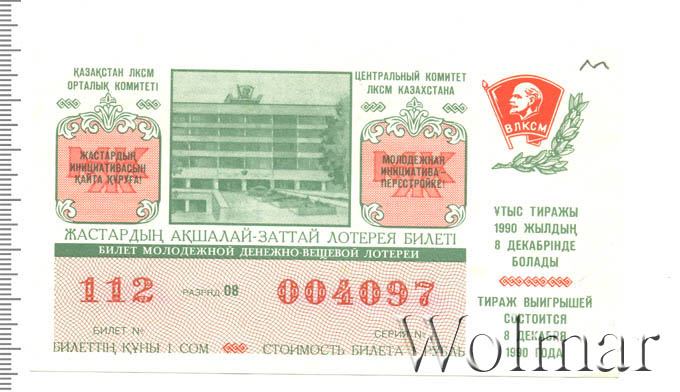 ҚАЗАҚСТАН ЛКСМ
ОРТАЛЫҚ КОМИТЕТІ
ЦЕНТРАЛЬНЫЙ КОМИТЕТ
ЛКСМ КАЗАХСТАНА
ЖАСТАРДЫҢ
ИНИЦИАТИВАСЫН
ҚАЙТА ҚҰРУҒА!
МОЛОДЕЖНАЯ
ИНИЦИАТИВА–
ПЕРЕСТРОЙКЕ!
ВЛКСМ
ЖАСТАРДЫҢ АҚШАЛАЙ-ЗАТТАЙ ЛОТЕРЕЯ БИЛЕТІ
БИЛЕТ МОЛОДЕЖНОЙ ДЕНЕЖНО-ВЕЩЕВОЙ ЛОТЕРЕИ
112 РАЗРЯД 08 004097
БИЛЕТ № СЕРИЯ
БИЛЕТТІҢ ҚҰНЫ 1 СОМ СТОИМОСТЬ БИЛЕТА 1 РУБЛЬ
ҰТЫС ТИРАЖЫ
1990 ЖЫЛДЫҢ
8 ДЕКАБРІНДЕ
БОЛАДЫ
ТИРАЖ ВЫИГРЫШЕЙ
СОСТОИТСЯ
8 ДЕКАБРЯ
1990 ГОДА
Wolmar